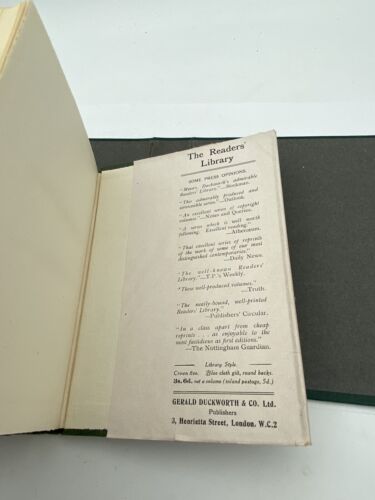 The Readers'
Library
SOME PRESS OPINIONS.
"Messrs. Duckworth's admirable
Readers' Library."—Bookman.
"This admirably produced and
serviceable series."—Outlook.
"An excellent series of copyright
volumes."—Notes and Queries.
"A series which is well worth
following. Excellent reading."
—Athenæum.
"That excellent series of reprints
of the work of some of our most
distinguished contemporaries."
—Daily News.
"The well-known Readers'
Library."—T.P.'s Weekly.
"These well-produced volumes."
—Truth.
"The neatly-bound, well-printed
Readers' Library."
—Publishers' Circular.
"In a class apart from cheap
reprints . . . as enjoyable to the
most fastidious as first editions."
—The Nottingham Guardian.
Library Style.
Crown 8vo. Blue cloth gilt, round backs.
3s. 6d. net a volume (inland postage, 5d.)
GERALD DUCKWORTH & CO. Ltd.
Publishers
3, Henrietta Street, London. W.C.2